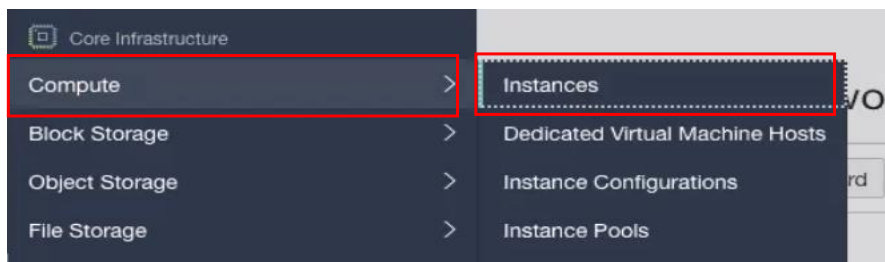 Core Infrastructure
Compute
Block Storage
Object Storage
File Storage
Instances
Dedicated Virtual Machine Hosts
Instance Configurations
Instance Pools